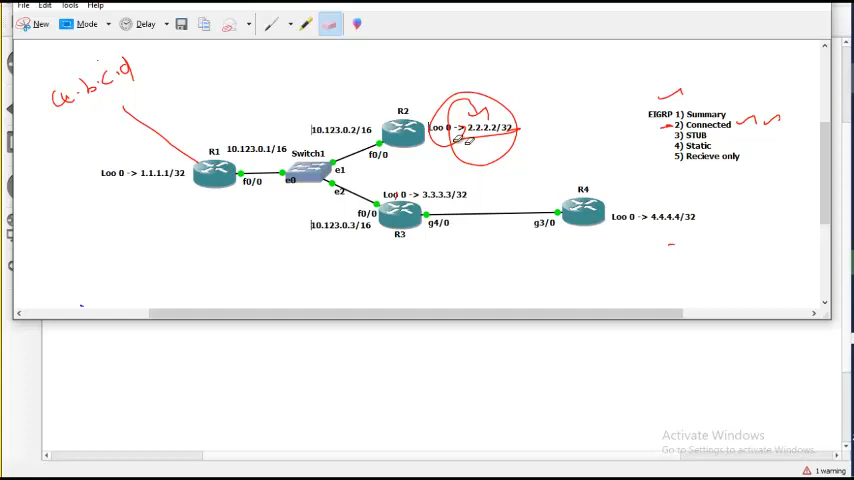 File Edit Tools Help
New Mode Delay
a.b.c.d
R2
10.123.0.2/16
Loo 0 -> 2.2.2.2/32
f0/0
EIGRP 1) Summary
2) Connected
3) STUB
4) Static
5) Recieve only
R1
10.123.0.1/16
Switch1
e1
Loo 0 -> 1.1.1.1/32
f0/0
e0
e2
Loo 0 -> 3.3.3.3/32
f0/0
10.123.0.3/16
R3
g4/0
R4
g3/0
Loo 0 -> 4.4.4.4/32
Activate Windows
Go to Settings to activate Windows.
1 warning